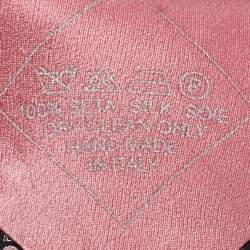 100% SETA SILK SOIE
DRY CLEAN ONLY
HAND MADE
IN ITALY